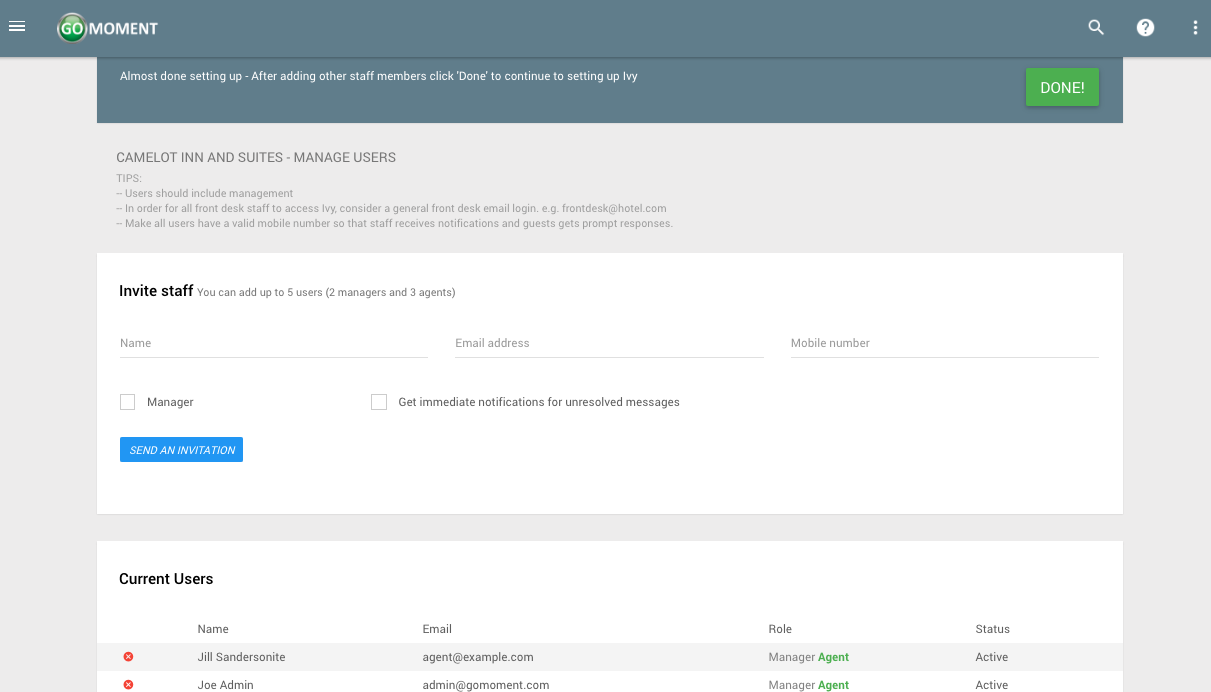 GO MOMENT
Almost done setting up - After adding other staff members click 'Done' to continue to setting up Ivy
DONE!
CAMELOT INN AND SUITES - MANAGE USERS
TIPS:
-- Users should include management
-- In order for all front desk staff to access Ivy, consider a general front desk email login. e.g. frontdesk@hotel.com
-- Make all users have a valid mobile number so that staff receives notifications and guests gets prompt responses.
Invite staff You can add up to 5 users (2 managers and 3 agents)
Name Email address Mobile number
Manager Get immediate notifications for unresolved messages
SEND AN INVITATION
Current Users
Name Email Role Status
Jill Sandersonite agent@example.com Manager Agent Active
Joe Admin admin@gomoment.com Manager Agent Active